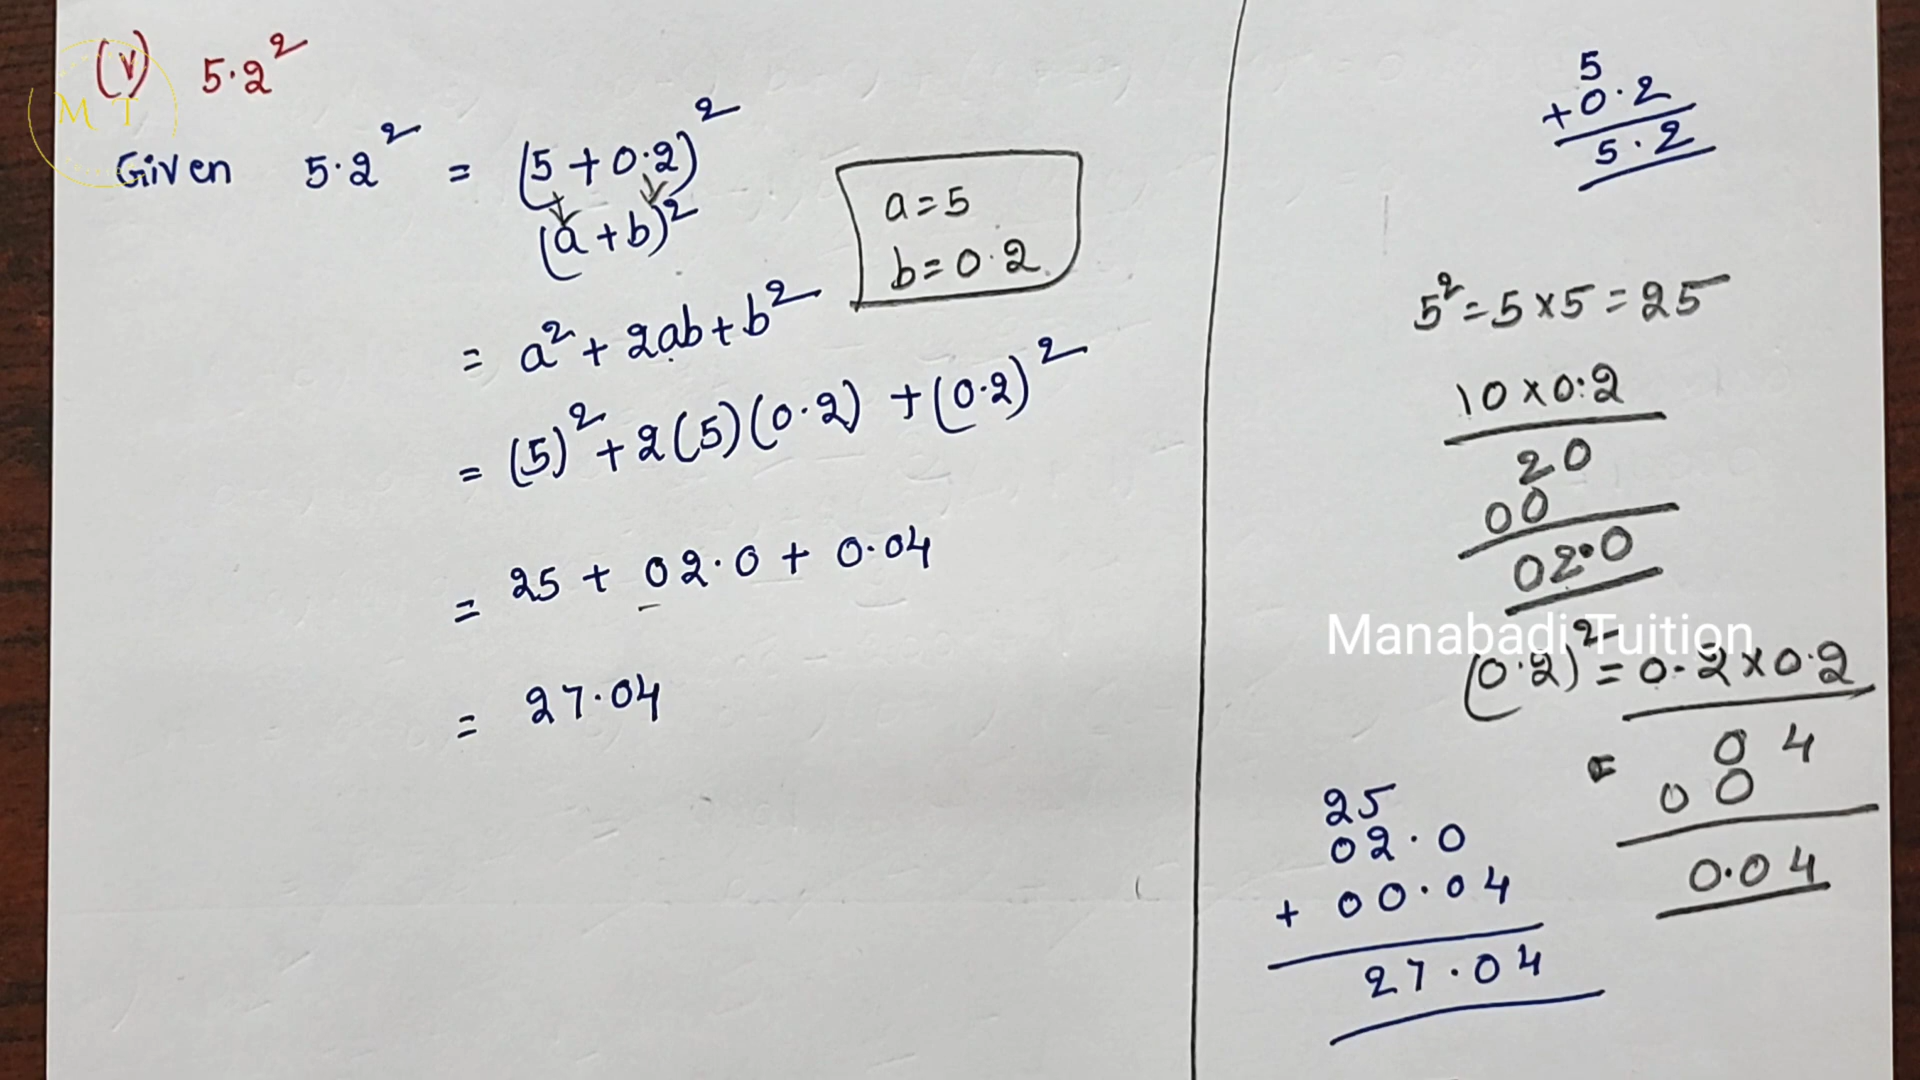 (v) 5.2²
M T
Given 5.2² = (5 + 0.2)²
(a + b)²
a = 5
b = 0.2
= a² + 2ab + b²
= (5)² + 2(5)(0.2) + (0.2)²
= 25 + 02.0 + 0.04
= 27.04
5
+0.2
5.2
5² = 5 × 5 = 25
10 × 0.2
20
00
02.0
Manabadi Tuition
(0.2)² = 0.2 × 0.2
= 04
00
0.04
25
02.0
+ 00.04
27.04